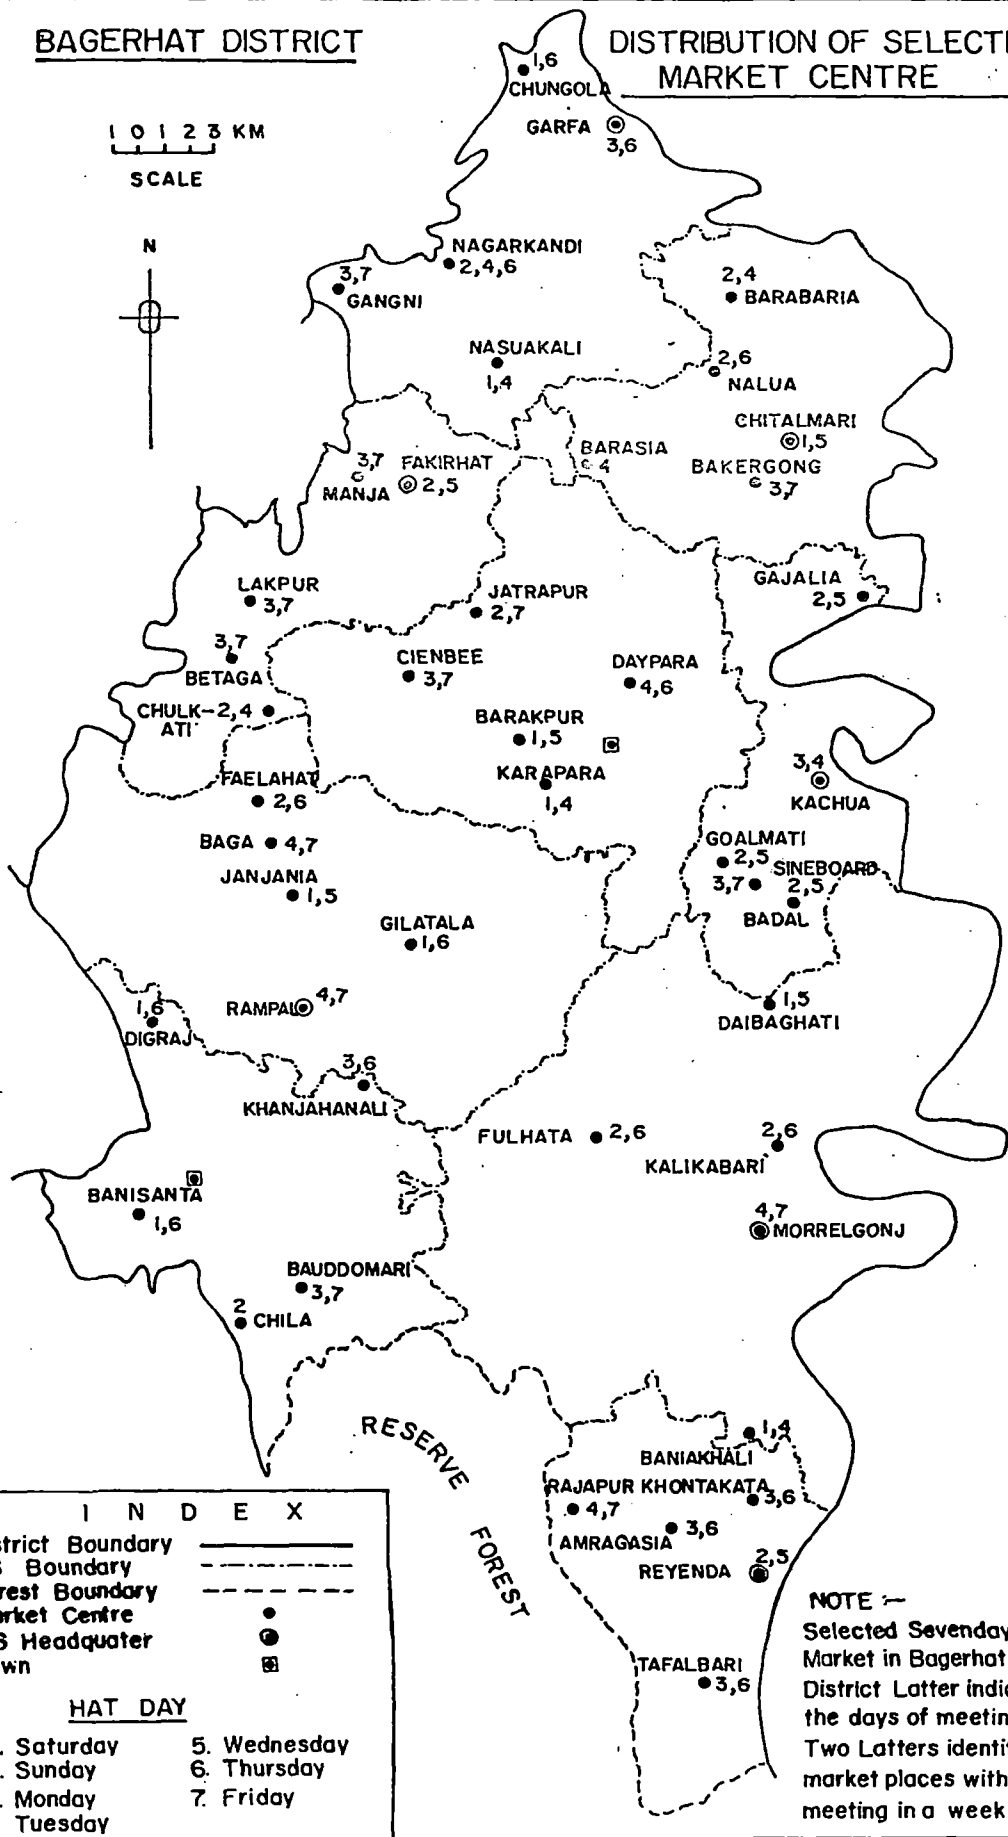 BAGERHAT DISTRICT
DISTRIBUTION OF SELECT
MARKET CENTRE
1 0 1 2 3 KM
SCALE
N
1,6
CHUNGOLA
GARFA
3,6
NAGARKANDI
2,4,6
3,7
GANGNI
2,4
BARABARIA
NASUAKALI
1,4
2,6
NALUA
CHITALMARI
1,5
BARASIA
4
BAKERGONG
3,7
3,7
MANJA
FAKIRHAT
2,5
GAJALIA
2,5
LAKPUR
3,7
JATRAPUR
2,7
3,7
BETAGA
CIENBEE
3,7
DAYPARA
4,6
CHULK-
ATI
2,4
BARAKPUR
1,5
KARAPARA
1,4
3,4
KACHUA
FAELAHAT
2,6
BAGA 4,7
GOALMATI
2,5
SINEBOARD
3,7
2,5
BADAL
JANJANIA
1,5
GILATALA
1,6
RAMPAL 4,7
1,6
DIGRAJ
1,5
DAIBAGHATI
3,6
KHANJAHANALI
FULHATA 2,6
2,6
KALIKABARI
BANISANTA
1,6
4,7
MORRELGONJ
BAUDDOMARI
3,7
2
CHILA
RESERVE
FOREST
1,4
BANIAKHALI
RAJAPUR
4,7
KHONTAKATA
3,6
AMRAGASIA
3,6
REYENDA
2,5
TAFALBARI
3,6
INDEX
strict Boundary
S Boundary
rest Boundary
rket Centre
S Headquater
wn
HAT DAY
. Saturday
. Sunday
. Monday
Tuesday
5. Wednesday
6. Thursday
7. Friday
NOTE :-
Selected Sevenday
Market in Bagerhat
District Latter indic
the days of meetin
Two Latters identi
market places with
meeting in a week